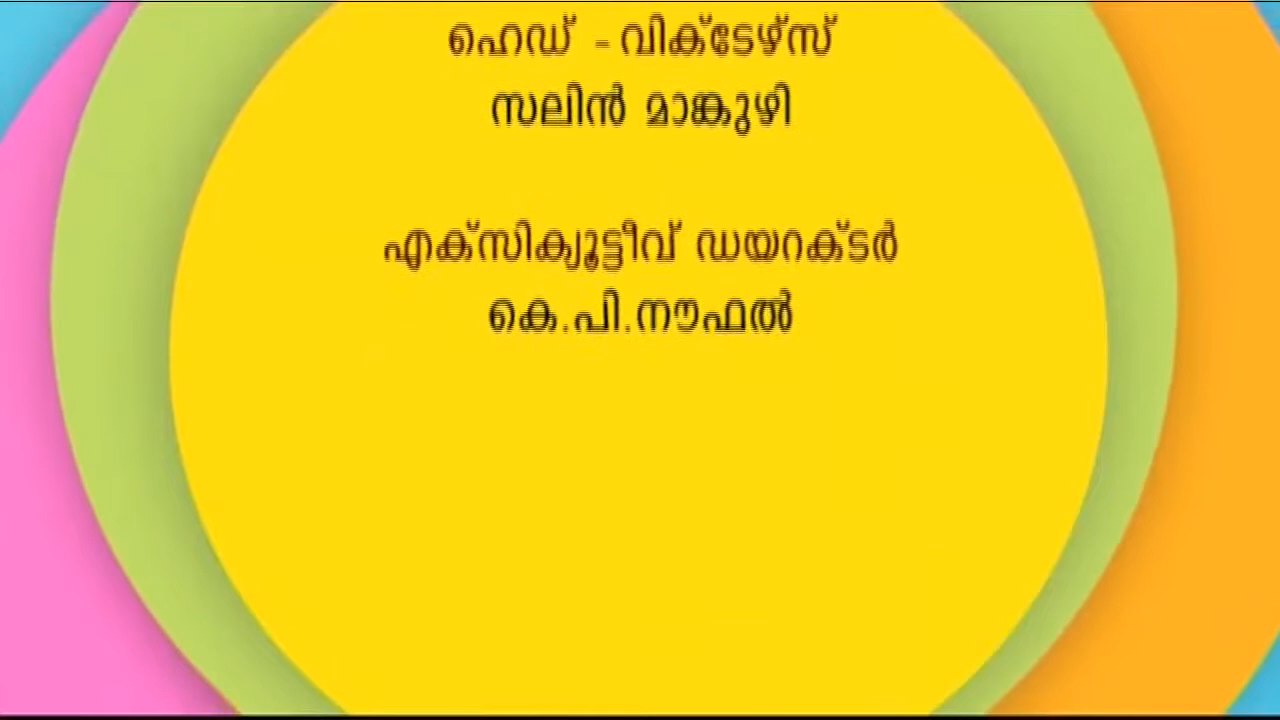 ഹെഡ് - വിക്ടേഴ്സ്
സലിൻ മാങ്കുഴി
എക്സിക്യൂട്ടീവ് ഡയറക്ടർ
കെ.പി.നൗഫൽ